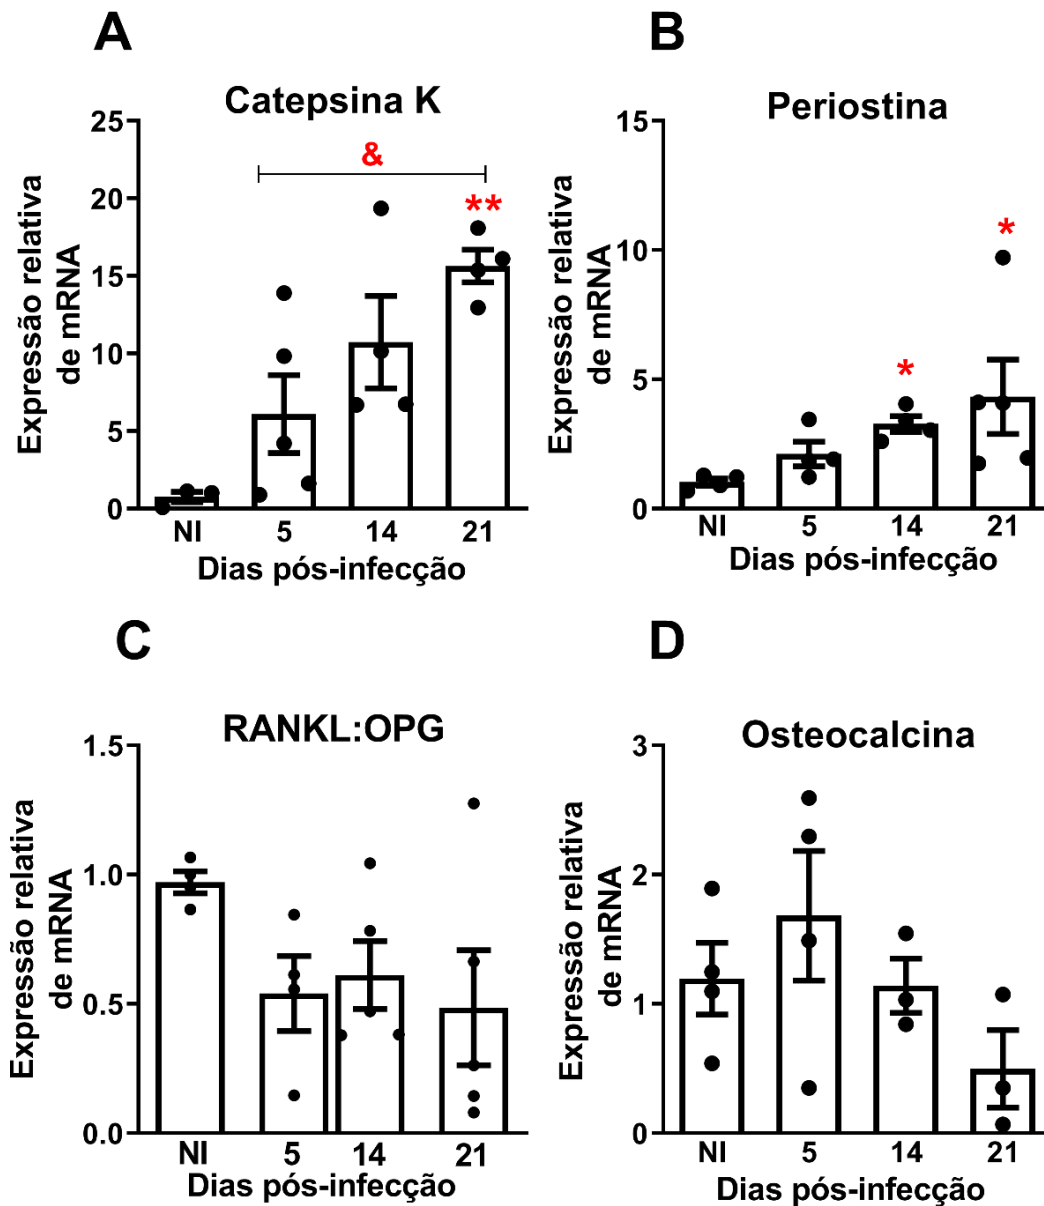 A
Catepsina K
Expressão relativa
de mRNA
25
20
15
10
5
0
&
**
NI 5 14 21
Dias pós-infecção
B
Periostina
Expressão relativa
de mRNA
15
10
5
0
*
*
NI 5 14 21
Dias pós-infecção
C
RANKL:OPG
Expressão relativa
de mRNA
1.5
1.0
0.5
0.0
NI 5 14 21
Dias pós-infecção
D
Osteocalcina
Expressão relativa
de mRNA
3
2
1
0
NI 5 14 21
Dias pós-infecção